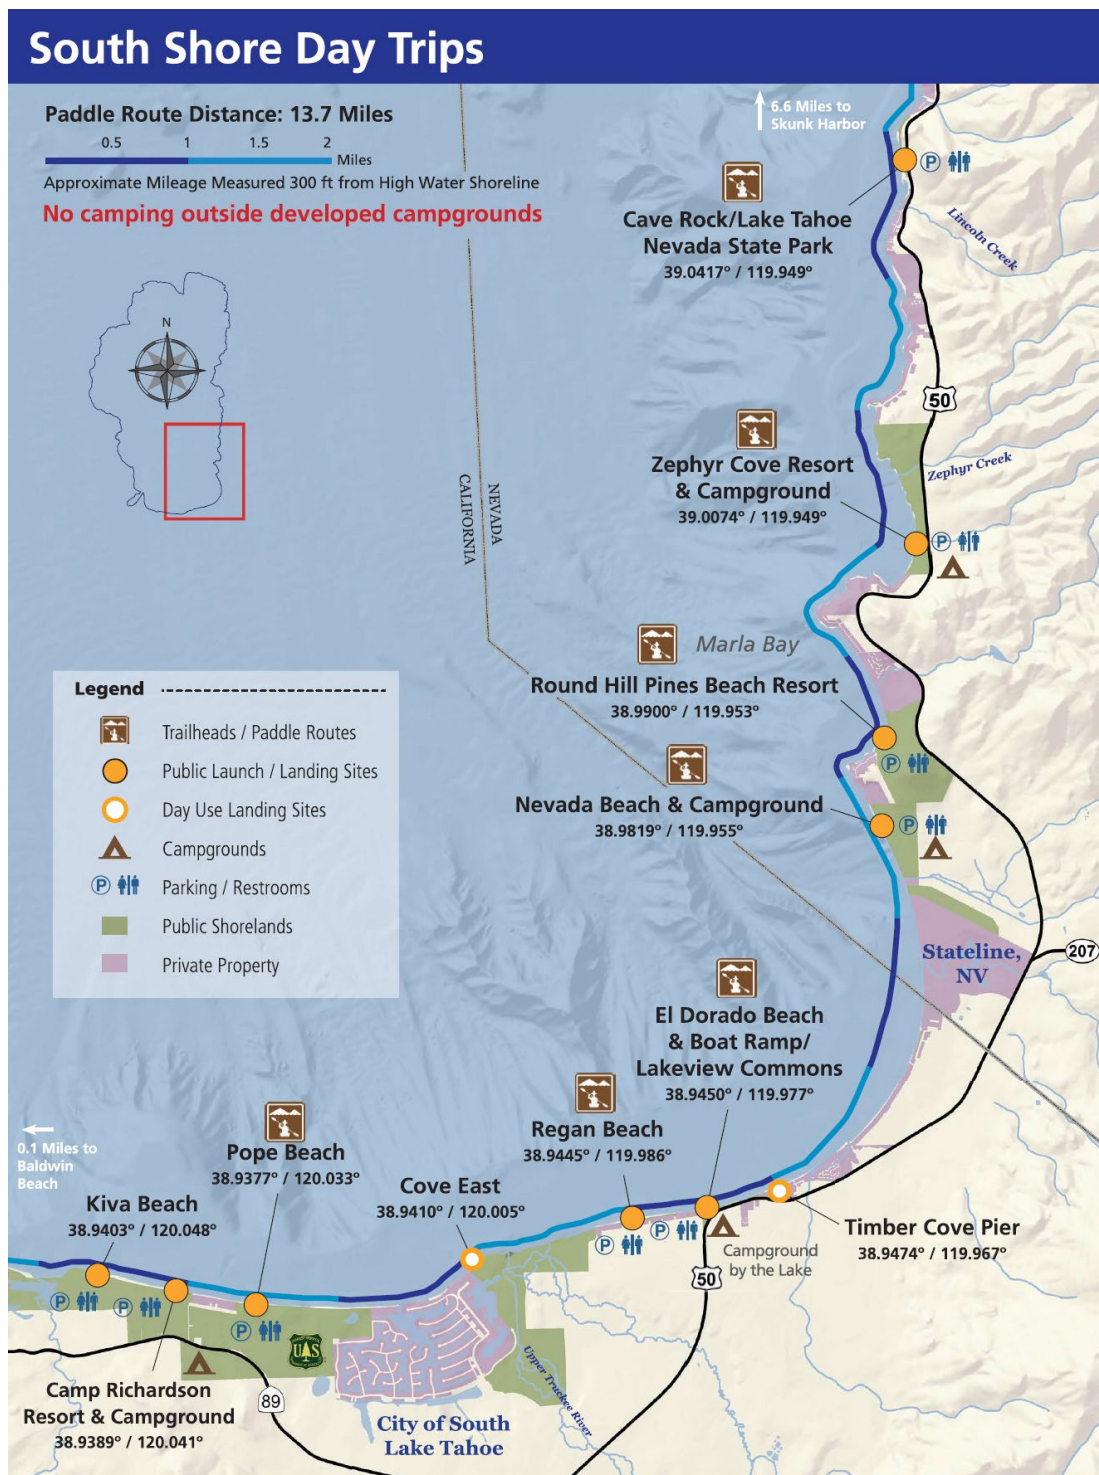 South Shore Day Trips
Paddle Route Distance: 13.7 Miles
0.5 1 1.5 2
Miles
Approximate Mileage Measured 300 ft from High Water Shoreline
No camping outside developed campgrounds
6.6 Miles to
Skunk Harbor
P
Cave Rock/Lake Tahoe
Nevada State Park
39.0417° / 119.949°
Lincoln Creek
N
50
Zephyr Cove Resort
& Campground
39.0074° / 119.949°
Zephyr Creek
NEVADA
CALIFORNIA
P
Marla Bay
Round Hill Pines Beach Resort
38.9900° / 119.953°
P
Nevada Beach & Campground
38.9819° / 119.955°
P
Legend
Trailheads / Paddle Routes
Public Launch / Landing Sites
Day Use Landing Sites
Campgrounds
P Parking / Restrooms
Public Shorelands
Private Property
Stateline,
NV
207
El Dorado Beach
& Boat Ramp/
Lakeview Commons
38.9450° / 119.977°
Regan Beach
38.9445° / 119.986°
Pope Beach
38.9377° / 120.033°
0.1 Miles to
Baldwin
Beach
Kiva Beach
38.9403° / 120.048°
Cove East
38.9410° / 120.005°
Timber Cove Pier
38.9474° / 119.967°
P
P
Campground
by the Lake
50
P
P
P
UAS
Camp Richardson
Resort & Campground
38.9389° / 120.041°
89
City of South
Lake Tahoe
Upper Truckee River